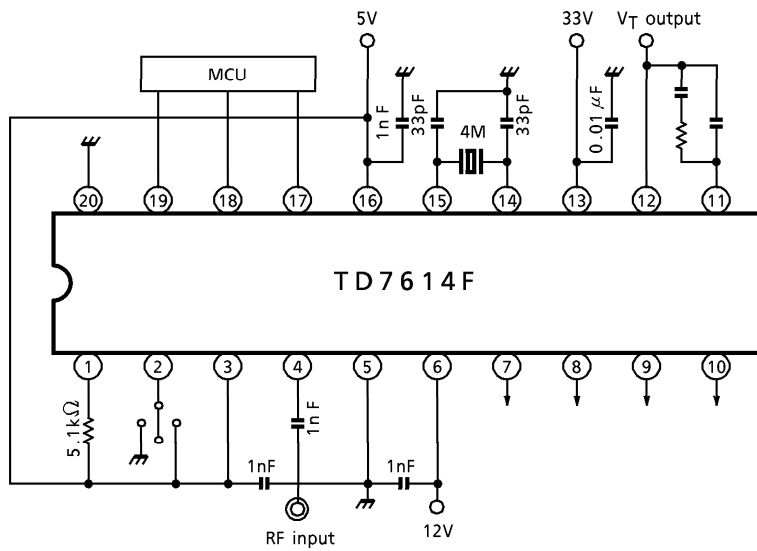 5V
33V
VT output
MCU
1nF
33pF
4M
33pF
0.01 μF
20
19
18
17
16
15
14
13
12
11
TD7614F
1
2
3
4
5
6
7
8
9
10
5.1kΩ
1nF
1nF
1nF
RF input
12V